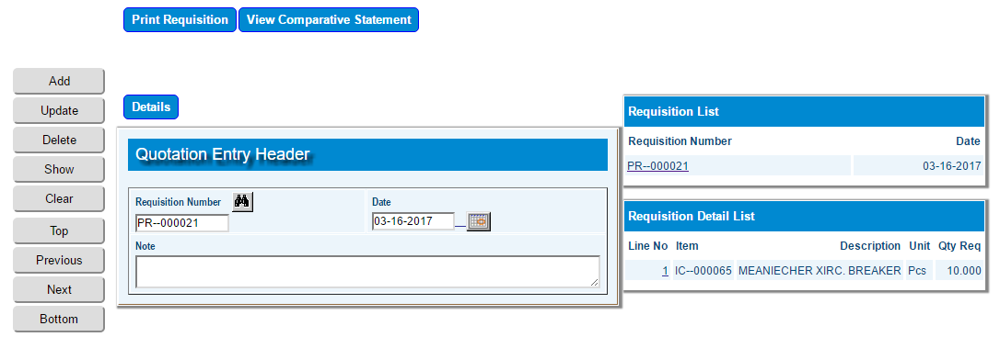 Print Requisition View Comparative Statement
Add
Update
Delete
Show
Clear
Top
Previous
Next
Bottom
Details
Quotation Entry Header
Requisition Number Date
PR--000021 03-16-2017
Note
Requisition List
Requisition Number Date
PR--000021 03-16-2017
Requisition Detail List
Line No Item Description Unit Qty Req
1 IC--000065 MEANIECHER XIRC. BREAKER Pcs 10.000